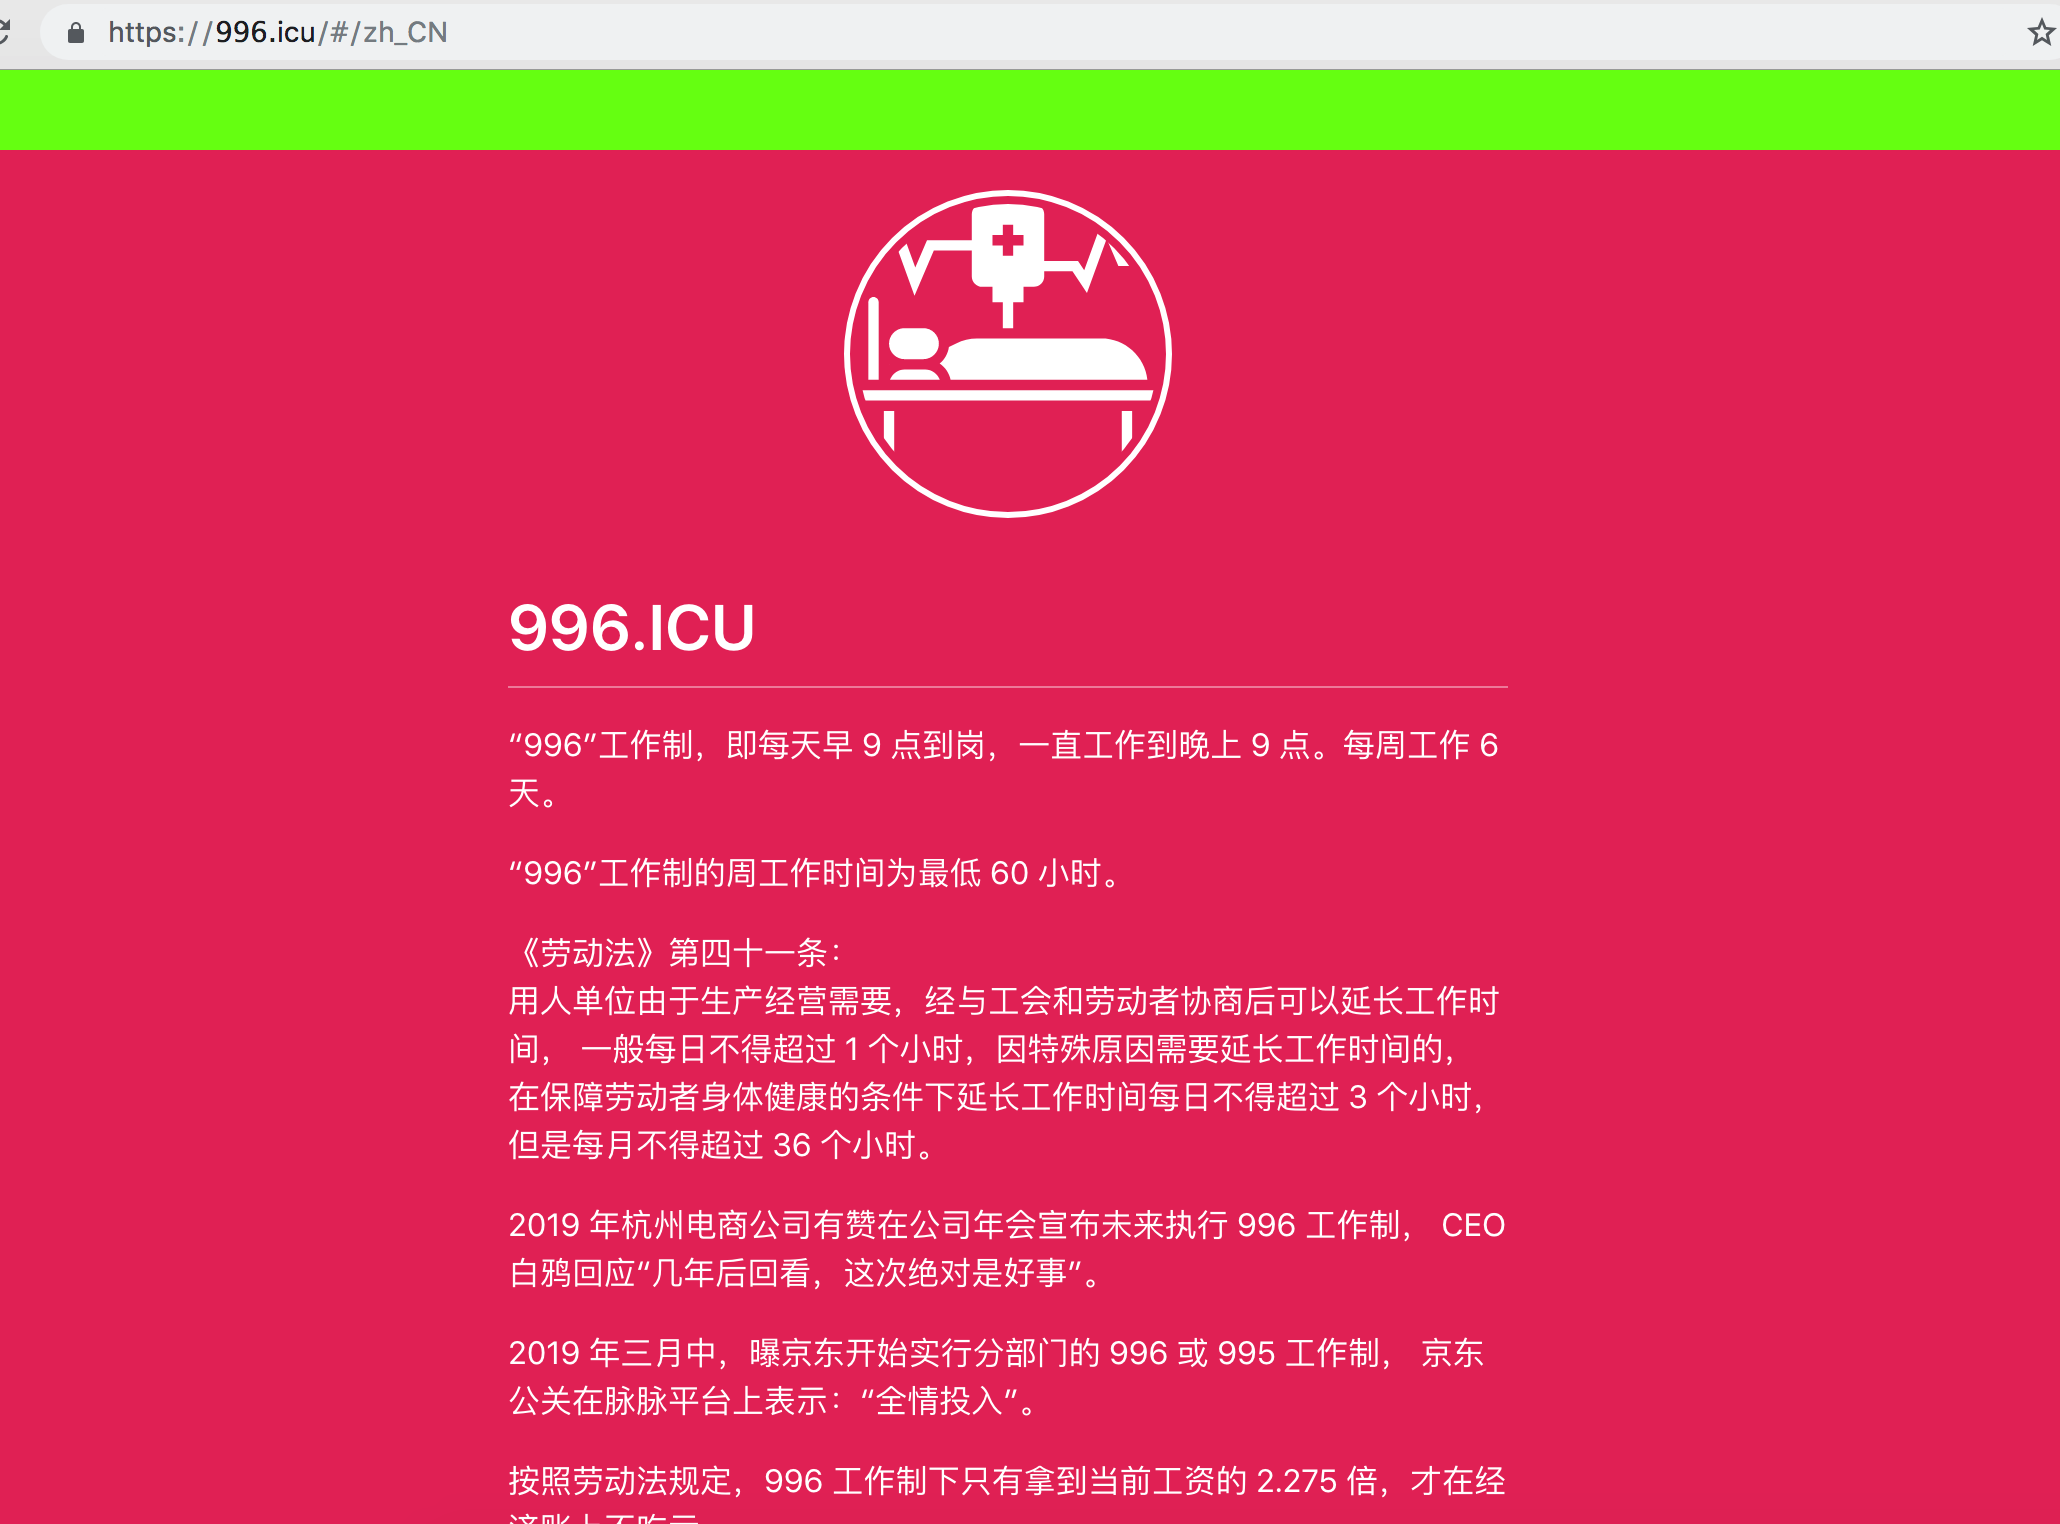 https://996.icu/#/zh_CN
996.ICU
“996”工作制，即每天早 9 点到岗，一直工作到晚上 9 点。每周工作 6
天。
“996”工作制的周工作时间为最低 60 小时。
《劳动法》第四十一条：
用人单位由于生产经营需要，经与工会和劳动者协商后可以延长工作时
间， 一般每日不得超过 1 个小时，因特殊原因需要延长工作时间的，
在保障劳动者身体健康的条件下延长工作时间每日不得超过 3 个小时，
但是每月不得超过 36 个小时。
2019 年杭州电商公司有赞在公司年会宣布未来执行 996 工作制， CEO
白鸦回应“几年后回看，这次绝对是好事”。
2019 年三月中，曝京东开始实行分部门的 996 或 995 工作制， 京东
公关在脉脉平台上表示：“全情投入”。
按照劳动法规定，996 工作制下只有拿到当前工资的 2.275 倍，才在经